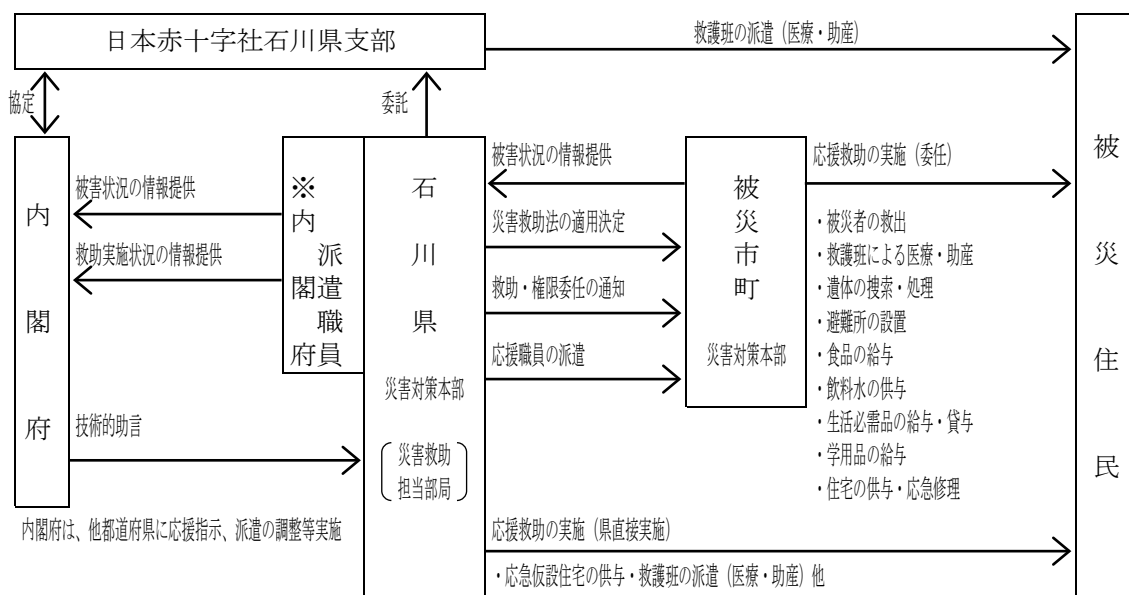 日本赤十字社石川県支部
救護班の派遣（医療・助産）
協定
委託
内閣府
被害状況の情報提供
救助実施状況の情報提供
技術的助言
内閣府は、他都道府県に応援指示、派遣の調整等実施
※内閣府
派遣職員
石川県
災害対策本部
災害救助
担当部局
被害状況の情報提供
災害救助法の適用決定
救助・権限委任の通知
応援職員の派遣
被災市町
災害対策本部
応援救助の実施（委任）
・被災者の救出
・救護班による医療・助産
・遺体の捜索・処理
・避難所の設置
・食品の給与
・飲料水の供与
・生活必需品の給与・貸与
・学用品の給与
・住宅の供与・応急修理
応援救助の実施（県直接実施）
・応急仮設住宅の供与・救護班の派遣（医療・助産）他
被災住民